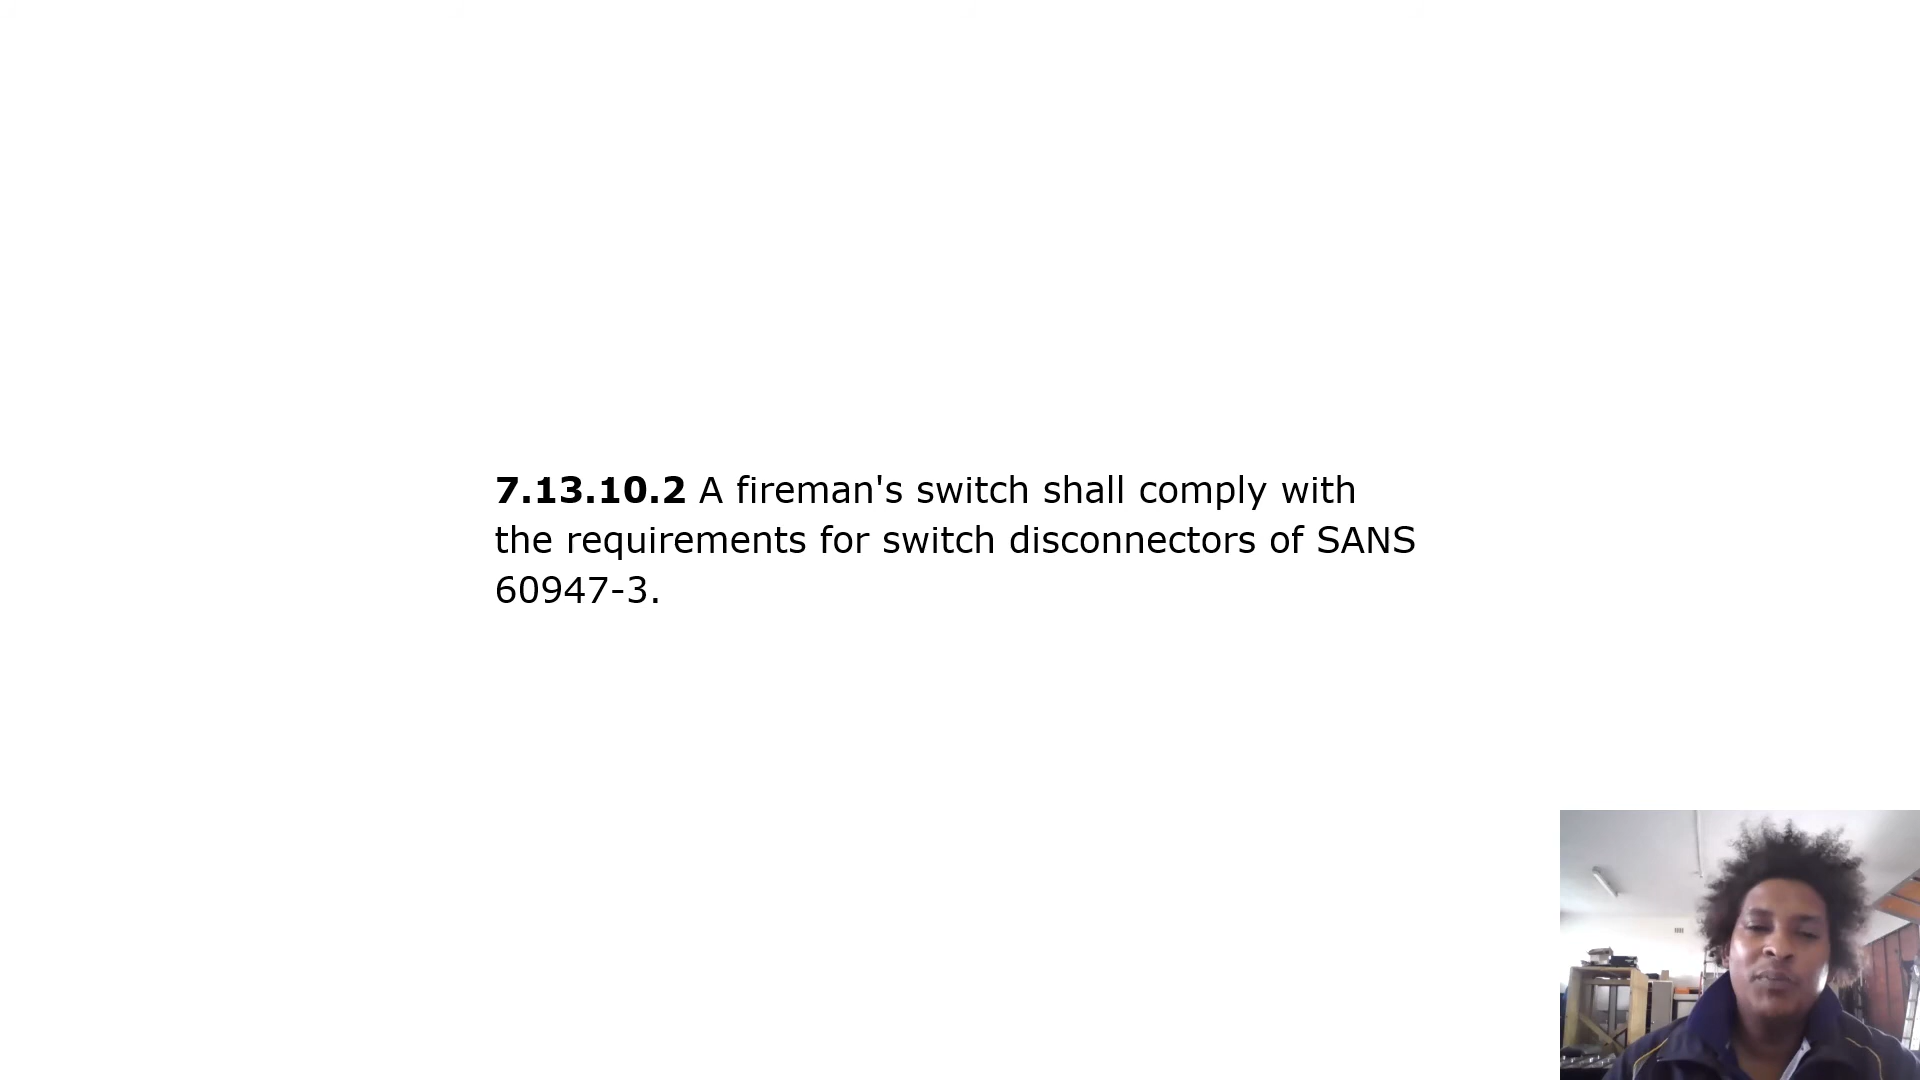 7.13.10.2 A fireman's switch shall comply with
the requirements for switch disconnectors of SANS
60947-3.